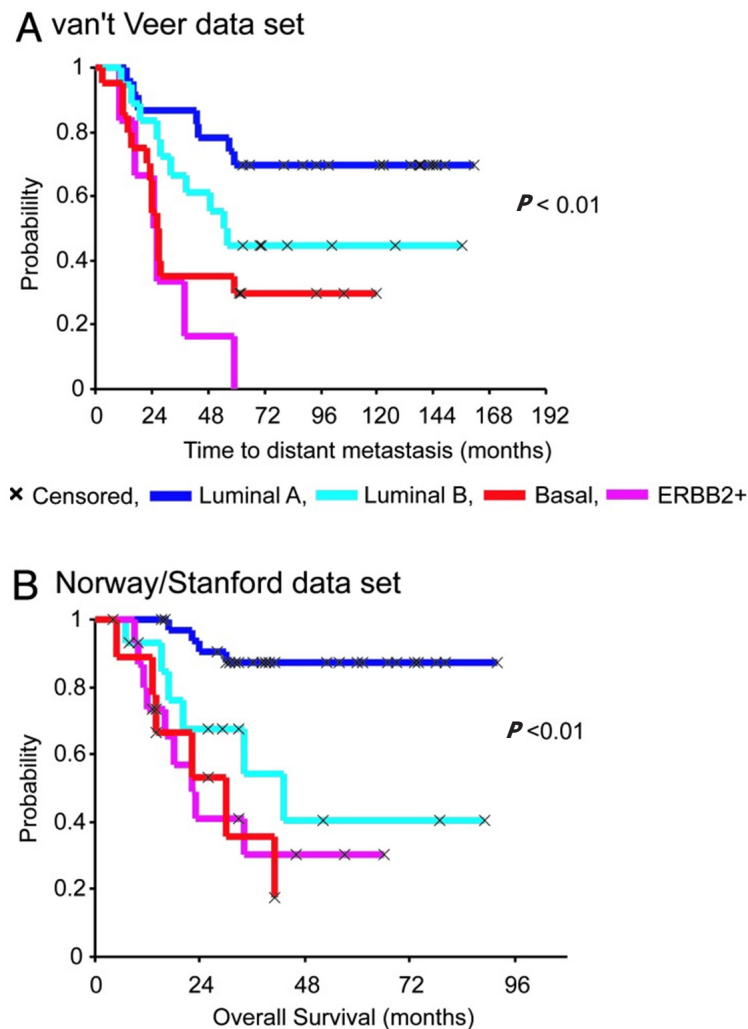 A van't Veer data set
1
0.8
0.6
0.4
0.2
0
Probability
P < 0.01
0 24 48 72 96 120 144 168 192
Time to distant metastasis (months)
× Censored, Luminal A, Luminal B, Basal, ERBB2+
B Norway/Stanford data set
1
0.8
0.6
0.4
0.2
0
Probability
P <0.01
0 24 48 72 96
Overall Survival (months)